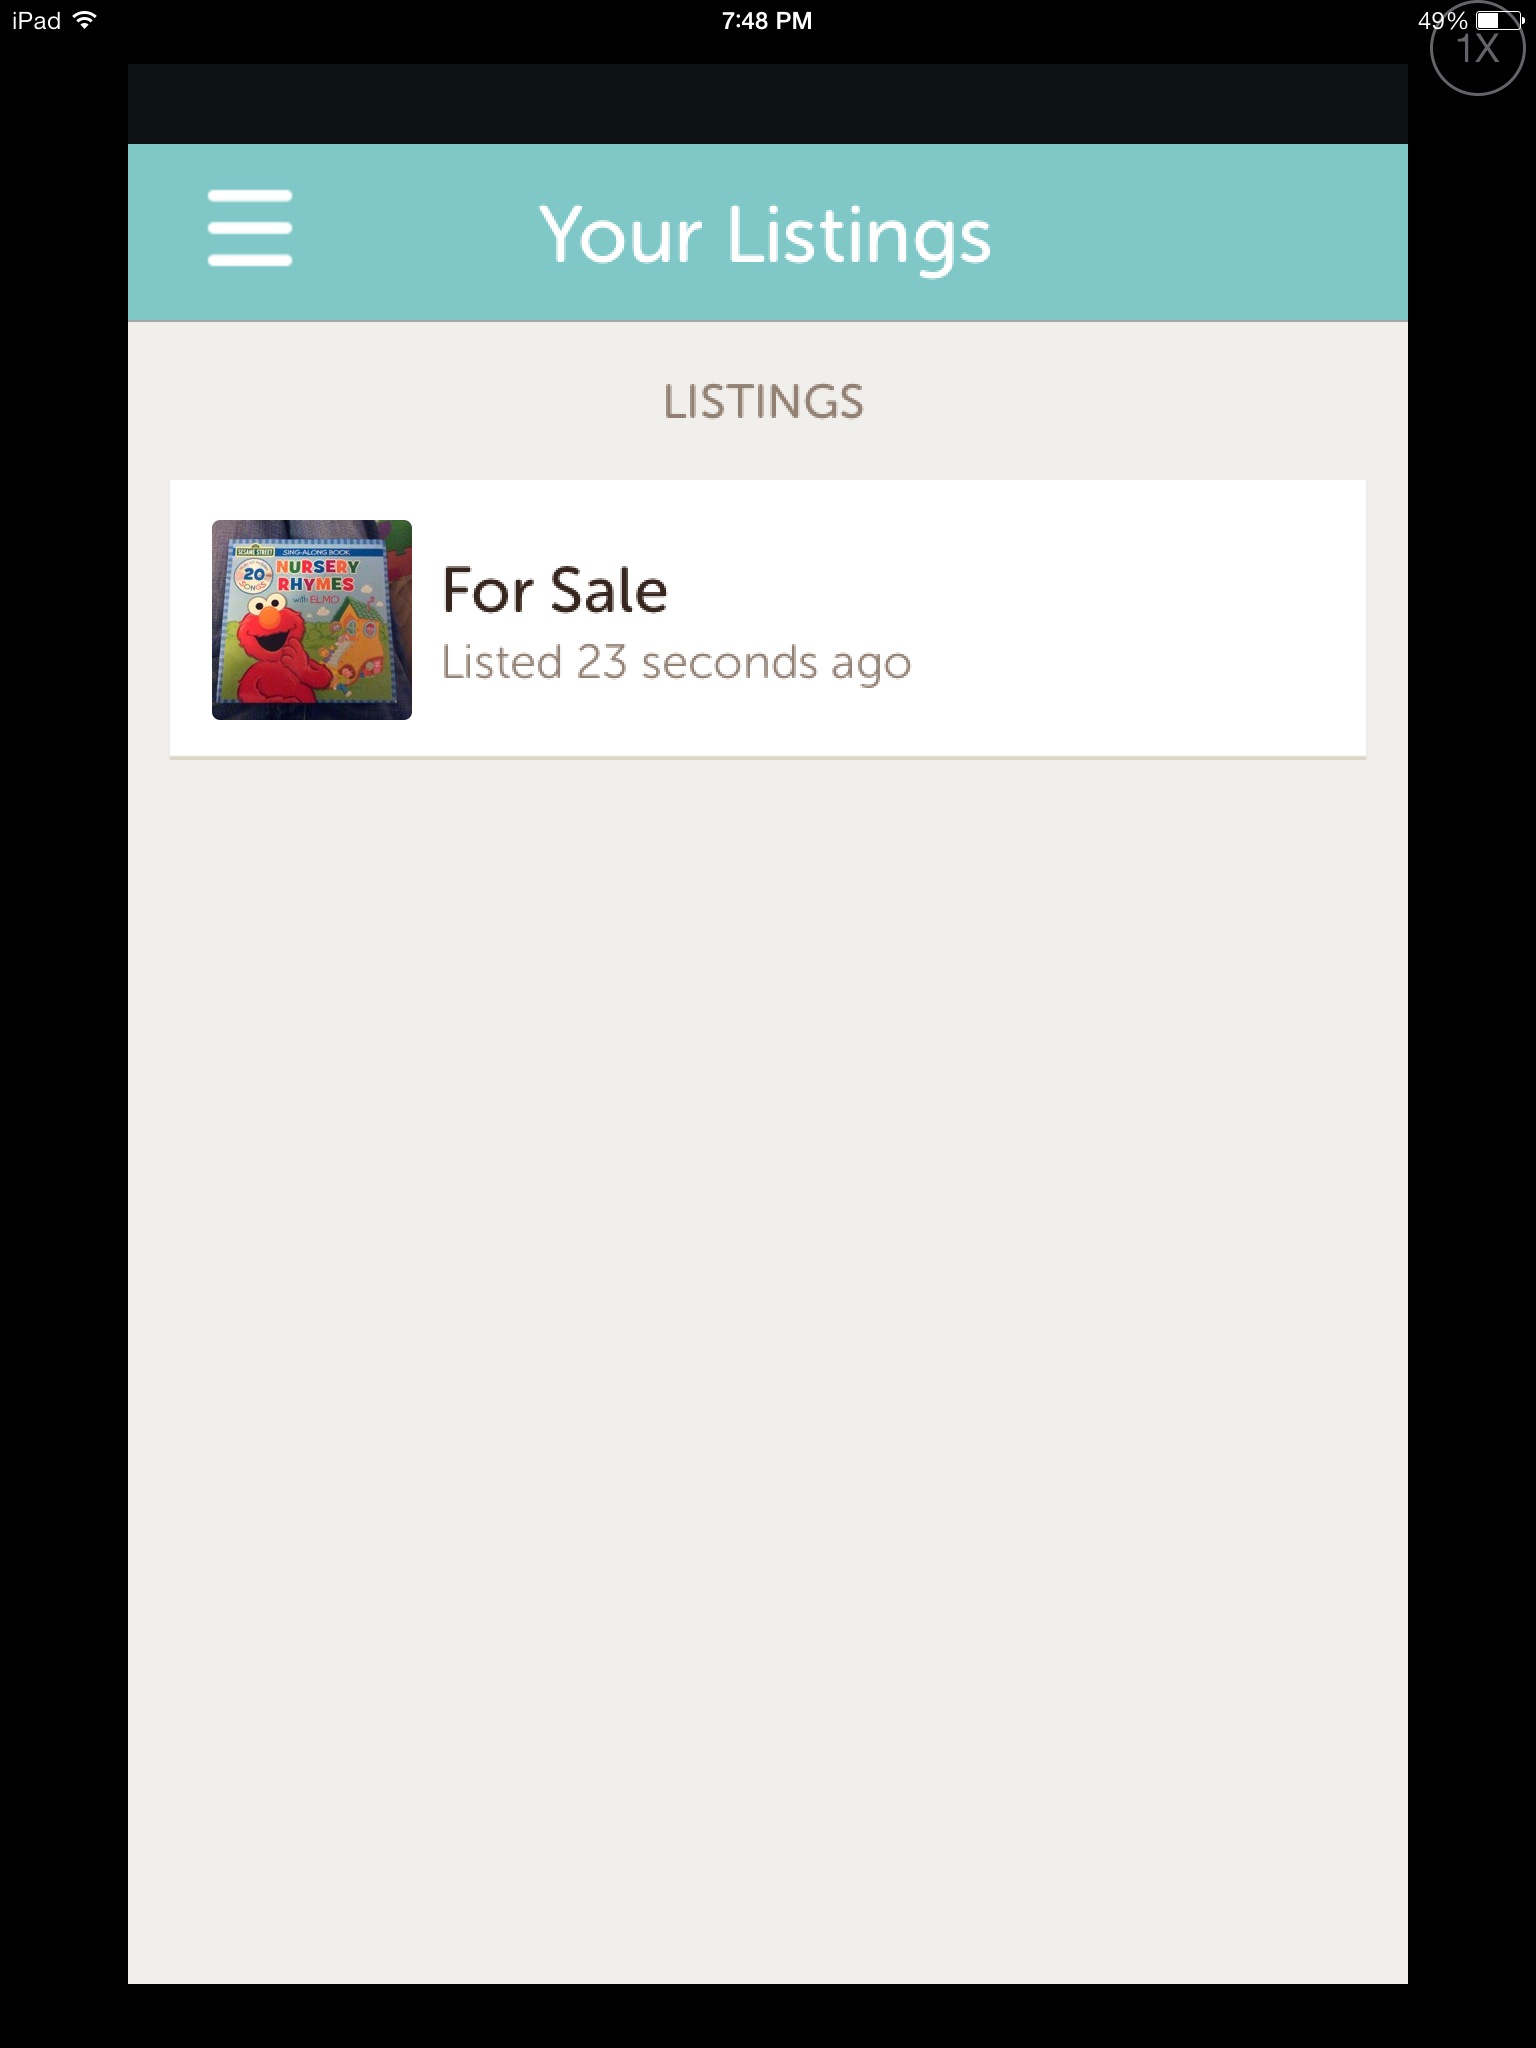 iPad
7:48 PM
49%
1X
Your Listings
LISTINGS
SESAME STREET
SING-ALONG BOOK
20
SONGS
NURSERY
RHYMES
with ELMO
For Sale
Listed 23 seconds ago